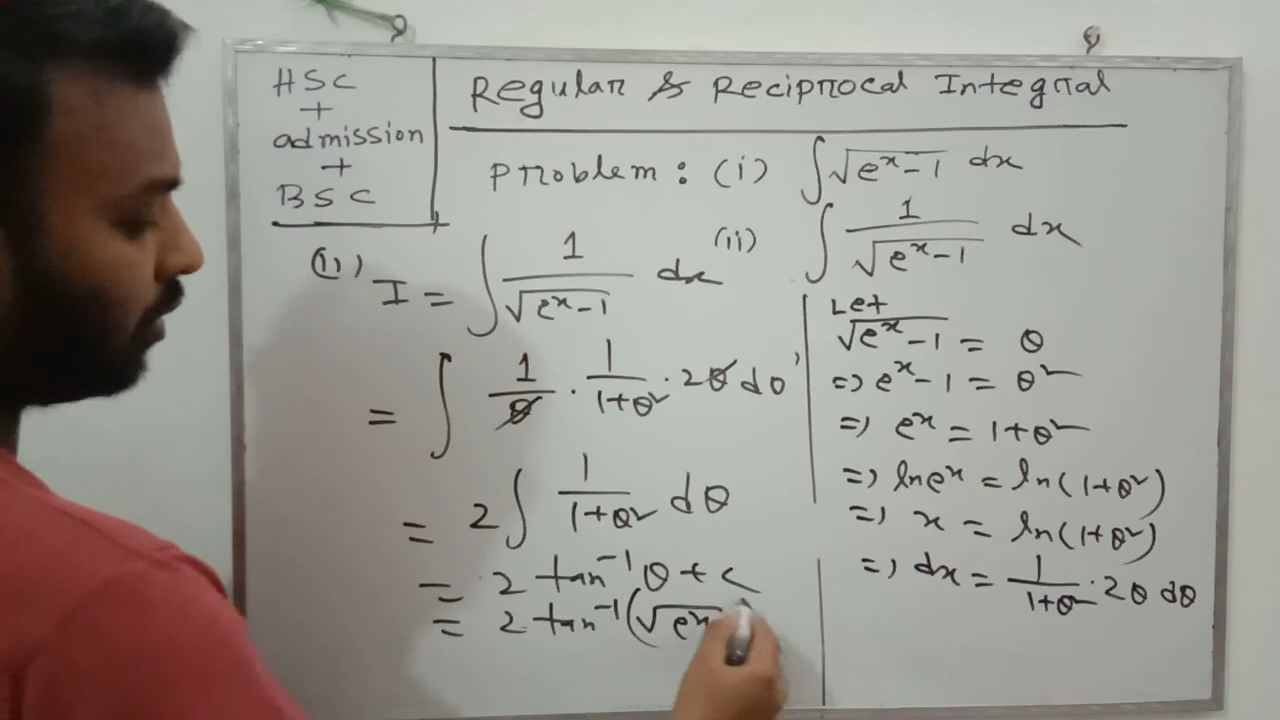 HSC
+
admission
+
BSC
Regular & Reciprocal Integral
Problem : (i) ∫√(eˣ-1) dx
(ii) ∫ 1/√(eˣ-1) dx
(ii) I = ∫ 1/√(eˣ-1) dx
= ∫ 1/θ · 1/(1+θ²) · 2θ dθ
= 2∫ 1/(1+θ²) dθ
= 2 tan⁻¹ θ + c
= 2 tan⁻¹(√eˣ
Let
√(eˣ-1) = θ
=> eˣ-1 = θ²
=> eˣ = 1+θ²
=> ln eˣ = ln(1+θ²)
=> x = ln(1+θ²)
=> dx = 1/(1+θ²) · 2θ dθ